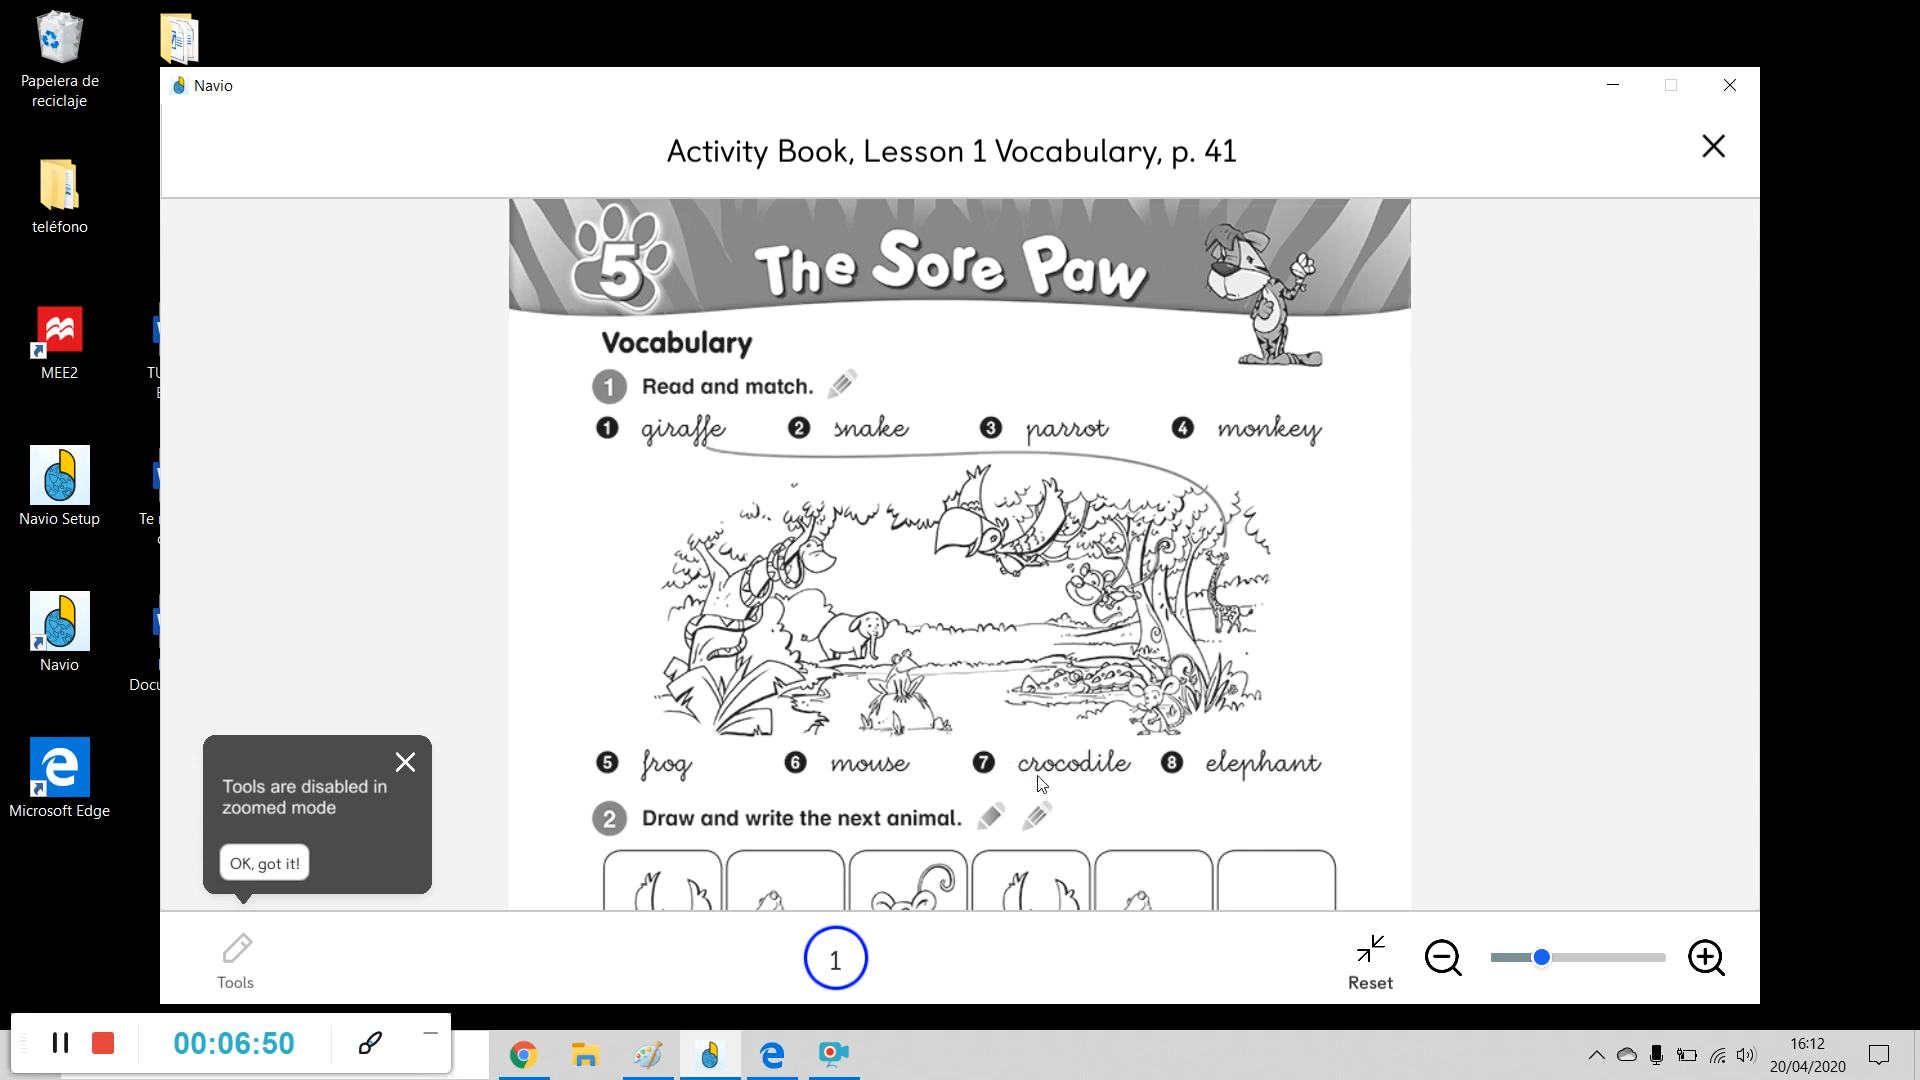 Papelera de
reciclaje
teléfono
MEE2
Navio Setup
Navio
Microsoft Edge
Navio
Activity Book, Lesson 1 Vocabulary, p. 41
5
The Sore Paw
Vocabulary
1 Read and match.
1 giraffe 2 snake 3 parrot 4 monkey
5 frog 6 mouse 7 crocodile 8 elephant
2 Draw and write the next animal.
Tools are disabled in
zoomed mode
OK, got it!
Tools
1
Reset
00:06:50
16:12
20/04/2020